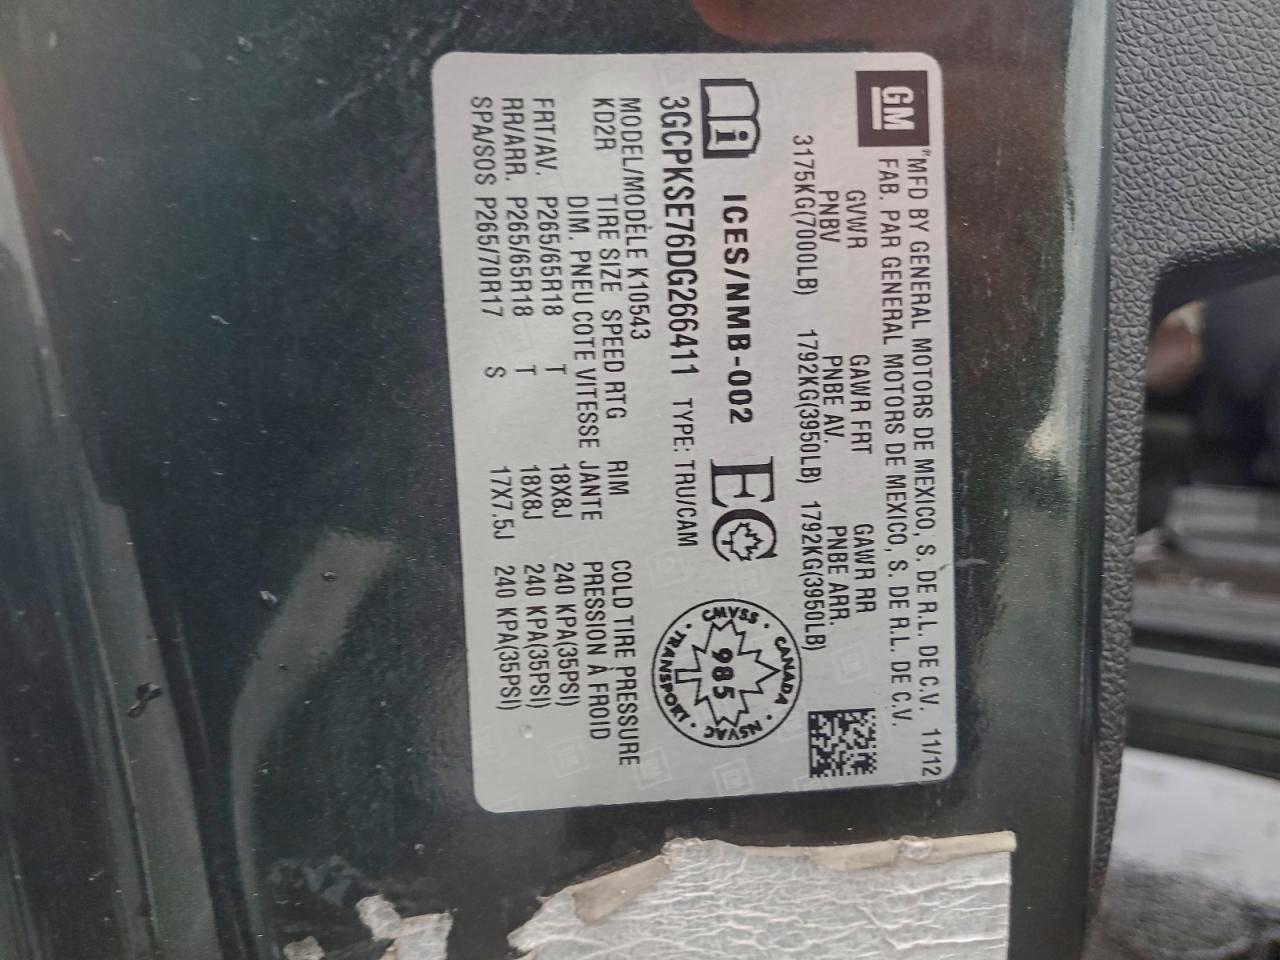 GM
®MFD BY GENERAL MOTORS DE MEXICO, S. DE R.L. DE C.V. 11/12
FAB. PAR GENERAL MOTORS DE MEXICO, S. DE R.L. DE C.V.
GVWR GAWR FRT GAWR RR
PNBV PNBE AV. PNBE ARR.
3175KG(7000LB) 1792KG(3950LB) 1792KG(3950LB)
i ICES/NMB-002 EC
CANADA · NSVAC · TRANSPORT · CMVSS ·
985
3GCPKSE76DG266411 TYPE: TRU/CAM
MODEL/MODÈLE K10543
KD2R TIRE SIZE SPEED RTG RIM COLD TIRE PRESSURE
DIM. PNEU COTE VITESSE JANTE PRESSION À FROID
FRT/AV. P265/65R18 T 18X8J 240 KPA(35PSI)
RR/ARR. P265/65R18 T 18X8J 240 KPA(35PSI)
SPA/SOS P265/70R17 S 17X7.5J 240 KPA(35PSI)